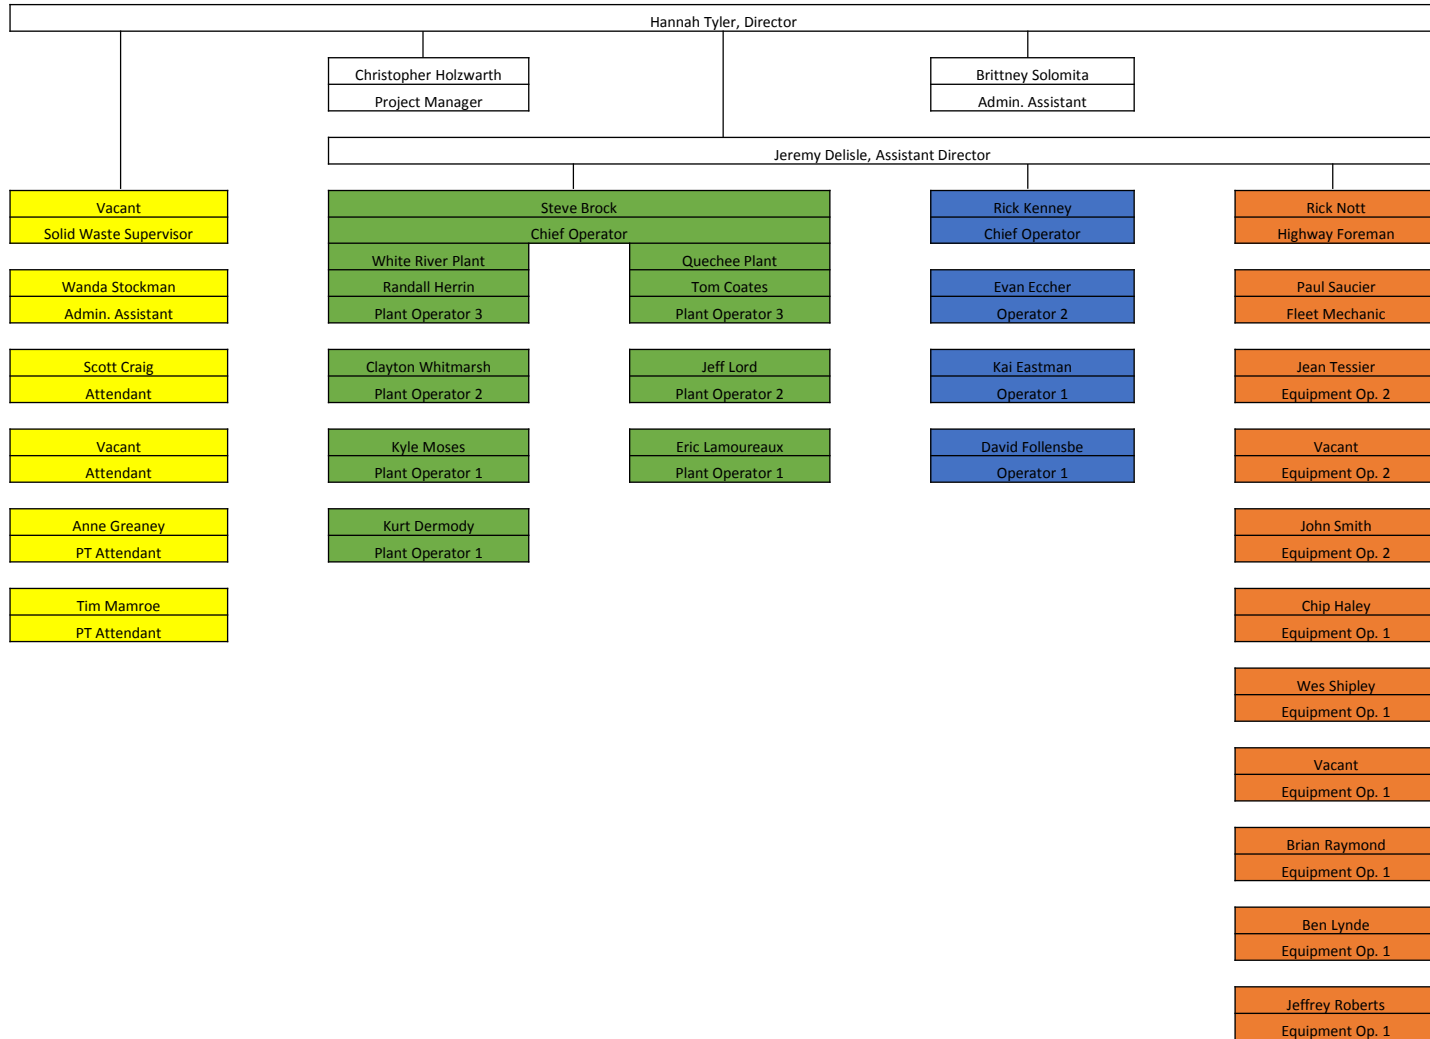 Hannah Tyler, Director
Christopher Holzwarth
Project Manager
Brittney Solomita
Admin. Assistant
Jeremy Delisle, Assistant Director
Vacant
Solid Waste Supervisor
Wanda Stockman
Admin. Assistant
Scott Craig
Attendant
Vacant
Attendant
Anne Greaney
PT Attendant
Tim Mamroe
PT Attendant
Steve Brock
Chief Operator
White River Plant
Randall Herrin
Plant Operator 3
Clayton Whitmarsh
Plant Operator 2
Kyle Moses
Plant Operator 1
Kurt Dermody
Plant Operator 1
Quechee Plant
Tom Coates
Plant Operator 3
Jeff Lord
Plant Operator 2
Eric Lamoureaux
Plant Operator 1
Rick Kenney
Chief Operator
Evan Eccher
Operator 2
Kai Eastman
Operator 1
David Follensbe
Operator 1
Rick Nott
Highway Foreman
Paul Saucier
Fleet Mechanic
Jean Tessier
Equipment Op. 2
Vacant
Equipment Op. 2
John Smith
Equipment Op. 2
Chip Haley
Equipment Op. 1
Wes Shipley
Equipment Op. 1
Vacant
Equipment Op. 1
Brian Raymond
Equipment Op. 1
Ben Lynde
Equipment Op. 1
Jeffrey Roberts
Equipment Op. 1